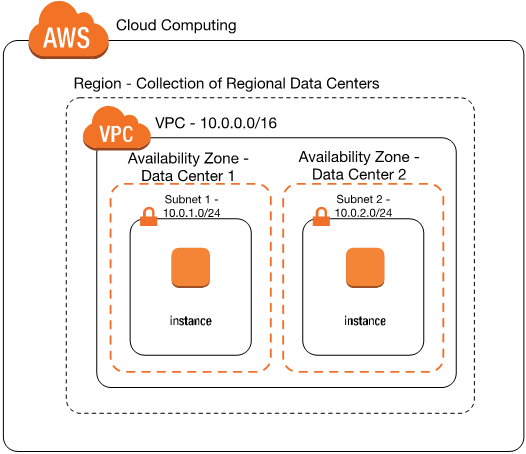 AWS
Cloud Computing
Region - Collection of Regional Data Centers
VPC
VPC - 10.0.0.0/16
Availability Zone -
Data Center 1
Availability Zone -
Data Center 2
Subnet 1 -
10.0.1.0/24
Subnet 2 -
10.0.2.0/24
instance
instance